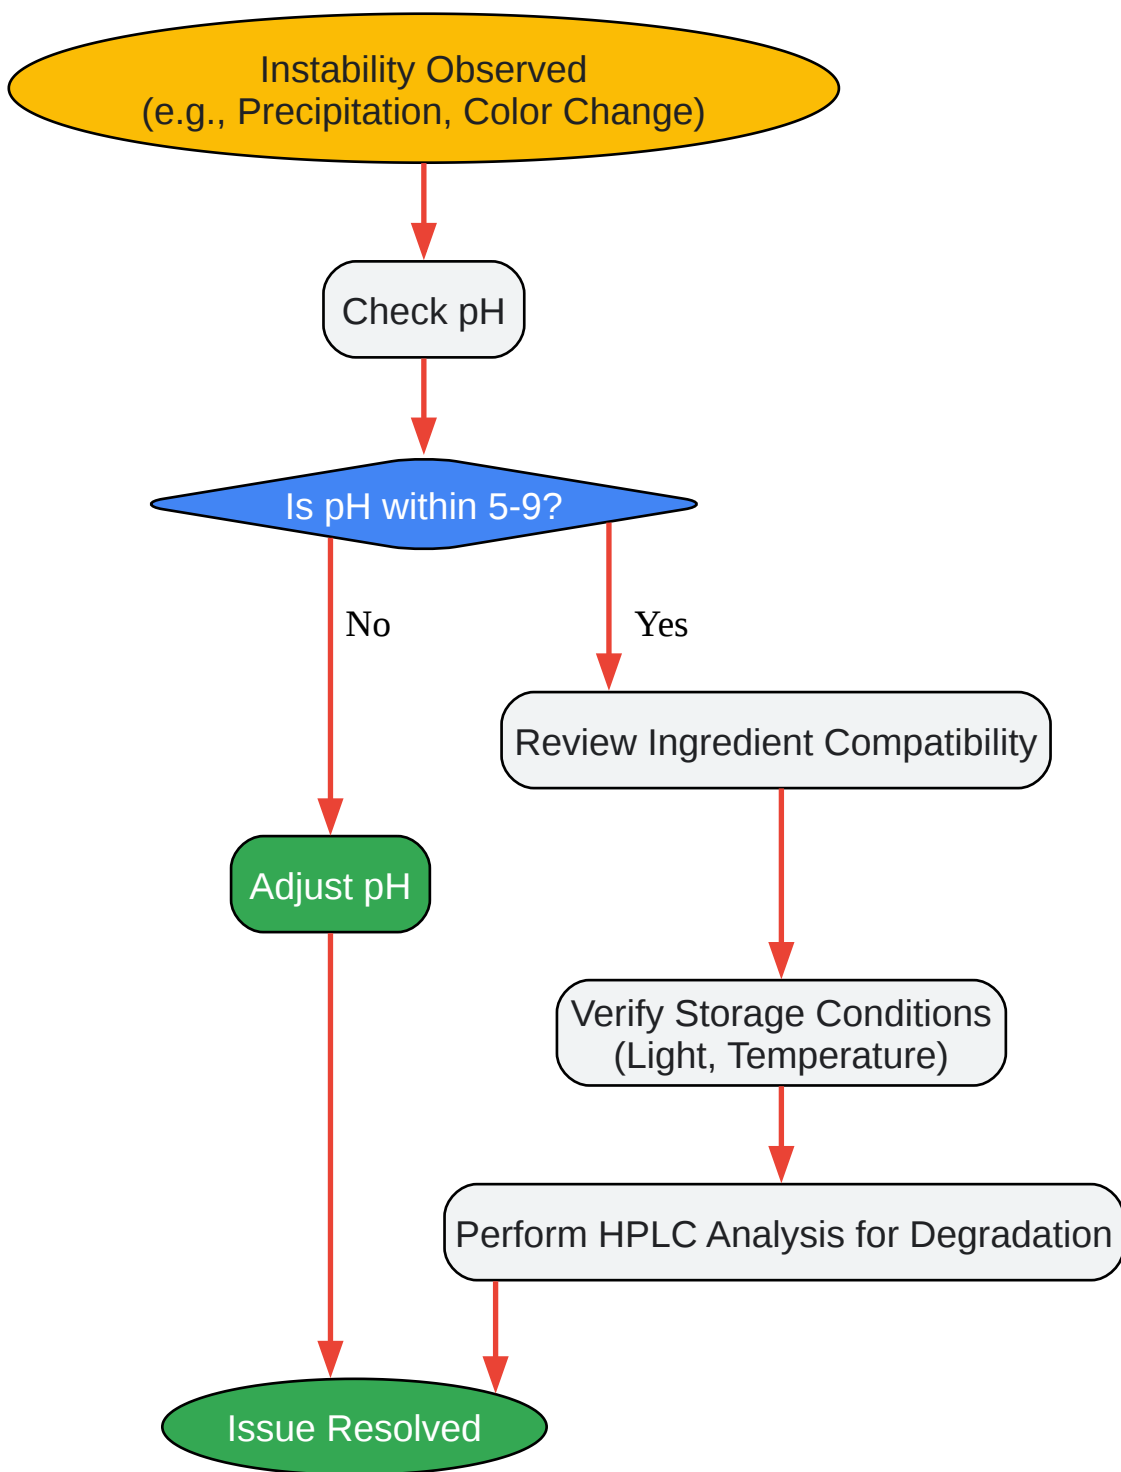 Instability Observed
(e.g., Precipitation, Color Change)
Check pH
Is pH within 5-9?
No
Yes
Review Ingredient Compatibility
Adjust pH
Verify Storage Conditions
(Light, Temperature)
Perform HPLC Analysis for Degradation
Issue Resolved